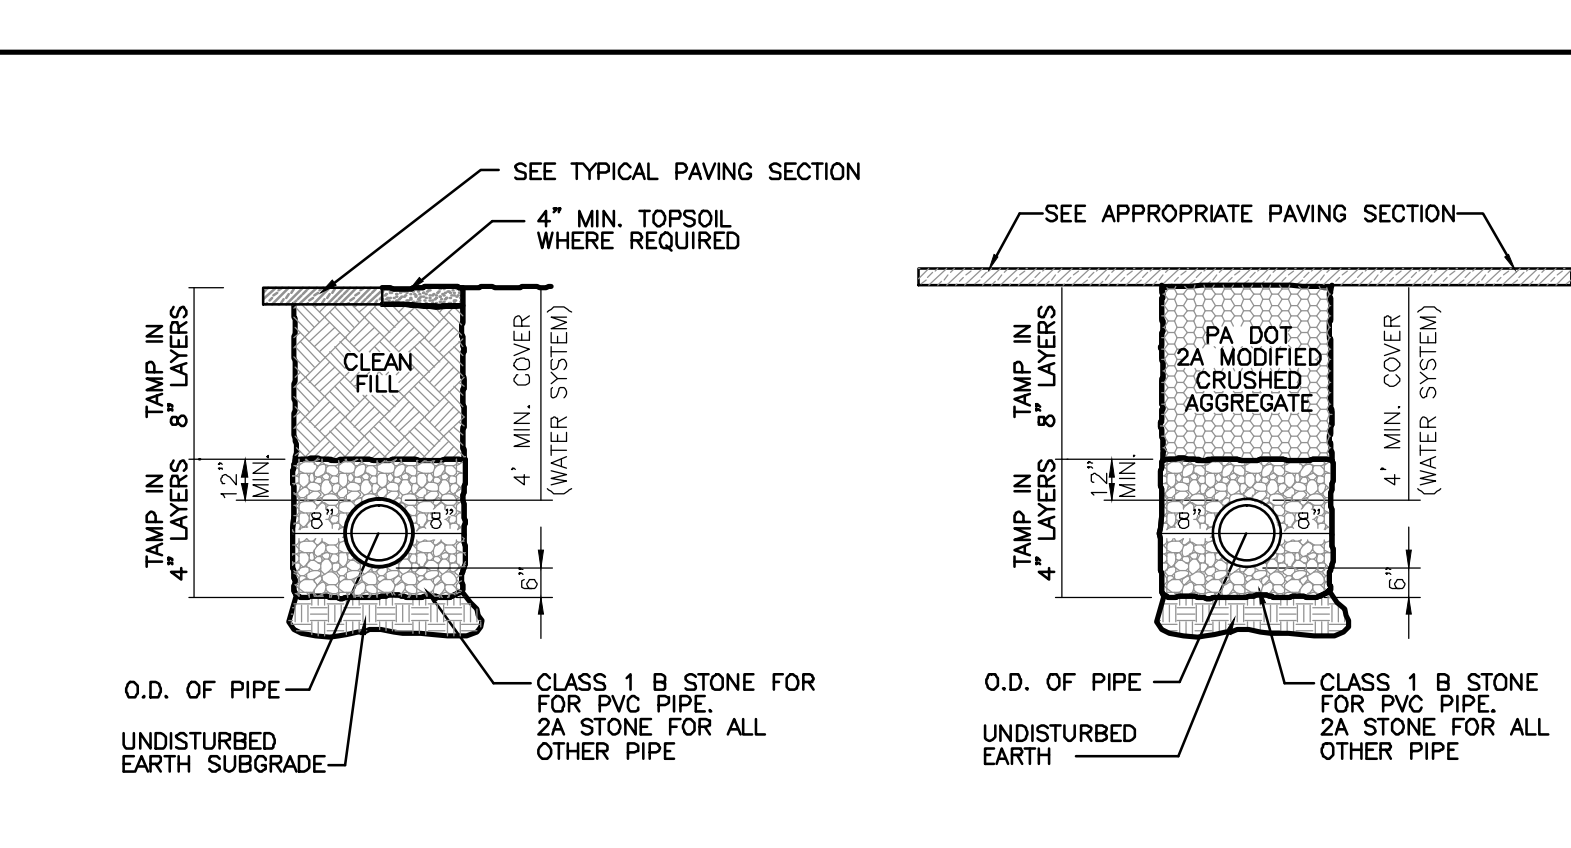 SEE TYPICAL PAVING SECTION
4" MIN. TOPSOIL
WHERE REQUIRED
TAMP IN
8" LAYERS
CLEAN
FILL
4' MIN. COVER
(WATER SYSTEM)
TAMP IN
4" LAYERS
12"
MIN.
8"
8"
6"
O.D. OF PIPE
UNDISTURBED
EARTH SUBGRADE
CLASS 1 B STONE FOR
FOR PVC PIPE.
2A STONE FOR ALL
OTHER PIPE
SEE APPROPRIATE PAVING SECTION
TAMP IN
8" LAYERS
PA DOT
2A MODIFIED
CRUSHED
AGGREGATE
4' MIN. COVER
(WATER SYSTEM)
TAMP IN
4" LAYERS
12"
MIN.
8"
8"
6"
O.D. OF PIPE
UNDISTURBED
EARTH
CLASS 1 B STONE
FOR PVC PIPE.
2A STONE FOR ALL
OTHER PIPE